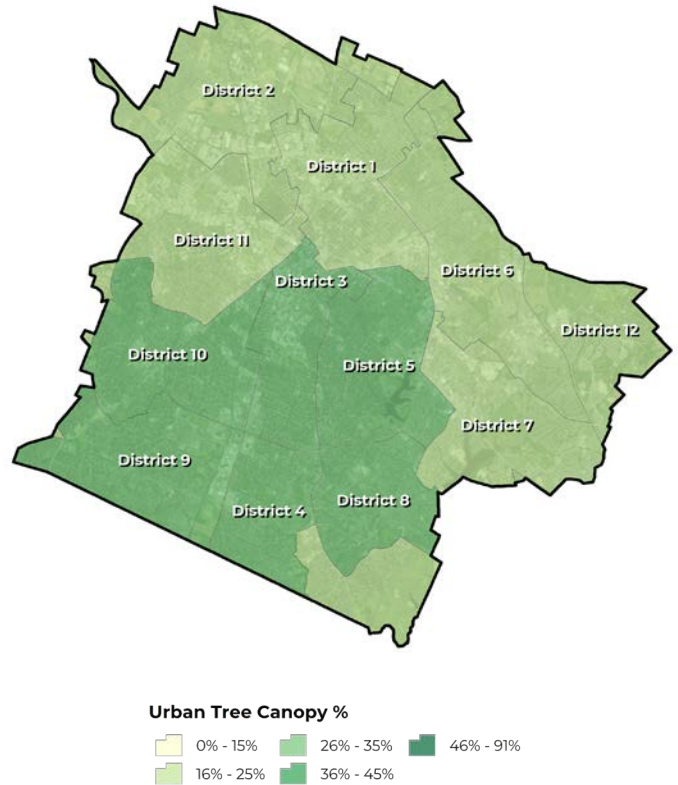 District 2
District 1
District 11
District 6
District 3
District 12
District 10
District 5
District 7
District 9
District 8
District 4
Urban Tree Canopy %
0% - 15%
26% - 35%
46% - 91%
16% - 25%
36% - 45%